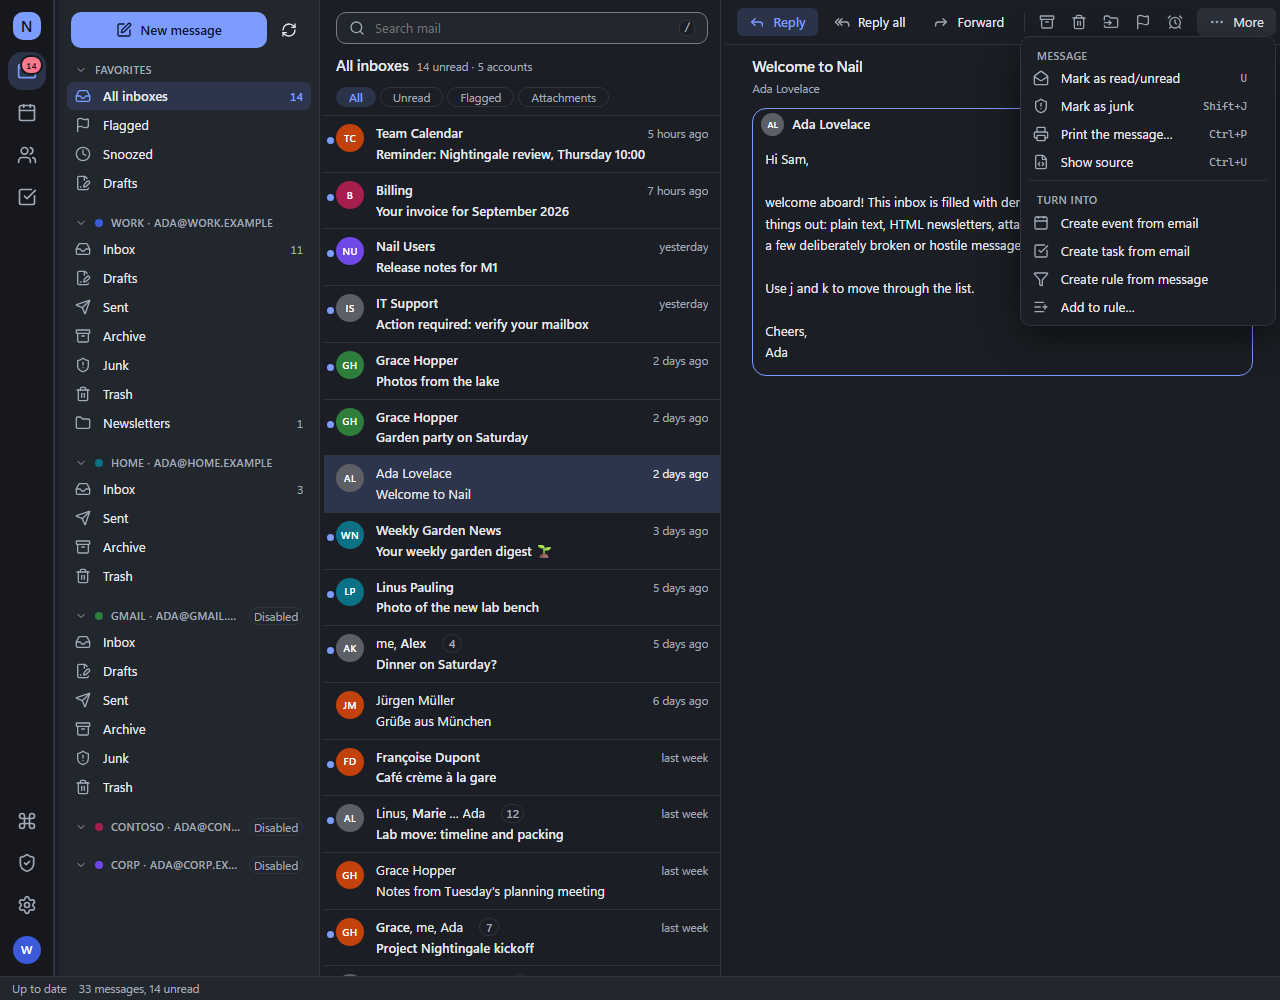 N
14
New message
FAVORITES
All inboxes 14
Flagged
Snoozed
Drafts
WORK · ADA@WORK.EXAMPLE
Inbox 11
Drafts
Sent
Archive
Junk
Trash
Newsletters 1
HOME · ADA@HOME.EXAMPLE
Inbox 3
Sent
Archive
Trash
GMAIL · ADA@GMAIL.... Disabled
Inbox
Drafts
Sent
Archive
Junk
Trash
CONTOSO · ADA@CON... Disabled
CORP · ADA@CORP.EX... Disabled
W
Search mail /
All inboxes 14 unread · 5 accounts
All Unread Flagged Attachments
TC Team Calendar 5 hours ago
Reminder: Nightingale review, Thursday 10:00
B Billing 7 hours ago
Your invoice for September 2026
NU Nail Users yesterday
Release notes for M1
IS IT Support yesterday
Action required: verify your mailbox
GH Grace Hopper 2 days ago
Photos from the lake
GH Grace Hopper 2 days ago
Garden party on Saturday
AL Ada Lovelace 2 days ago
Welcome to Nail
WN Weekly Garden News 3 days ago
Your weekly garden digest 🌱
LP Linus Pauling 5 days ago
Photo of the new lab bench
AK me, Alex 4 5 days ago
Dinner on Saturday?
JM Jürgen Müller 6 days ago
Grüße aus München
FD Françoise Dupont last week
Café crème à la gare
AL Linus, Marie ... Ada 12 last week
Lab move: timeline and packing
GH Grace Hopper last week
Notes from Tuesday's planning meeting
GH Grace, me, Ada 7 last week
Project Nightingale kickoff
Reply Reply all Forward More
Welcome to Nail
Ada Lovelace
AL Ada Lovelace
Hi Sam,
welcome aboard! This inbox is filled with
things out: plain text, HTML newsletters,
a few deliberately broken or hostile message
Use j and k to move through the list.
Cheers,
Ada
MESSAGE
Mark as read/unread U
Mark as junk Shift+J
Print the message... Ctrl+P
Show source Ctrl+U
TURN INTO
Create event from email
Create task from email
Create rule from message
Add to rule...
Up to date 33 messages, 14 unread